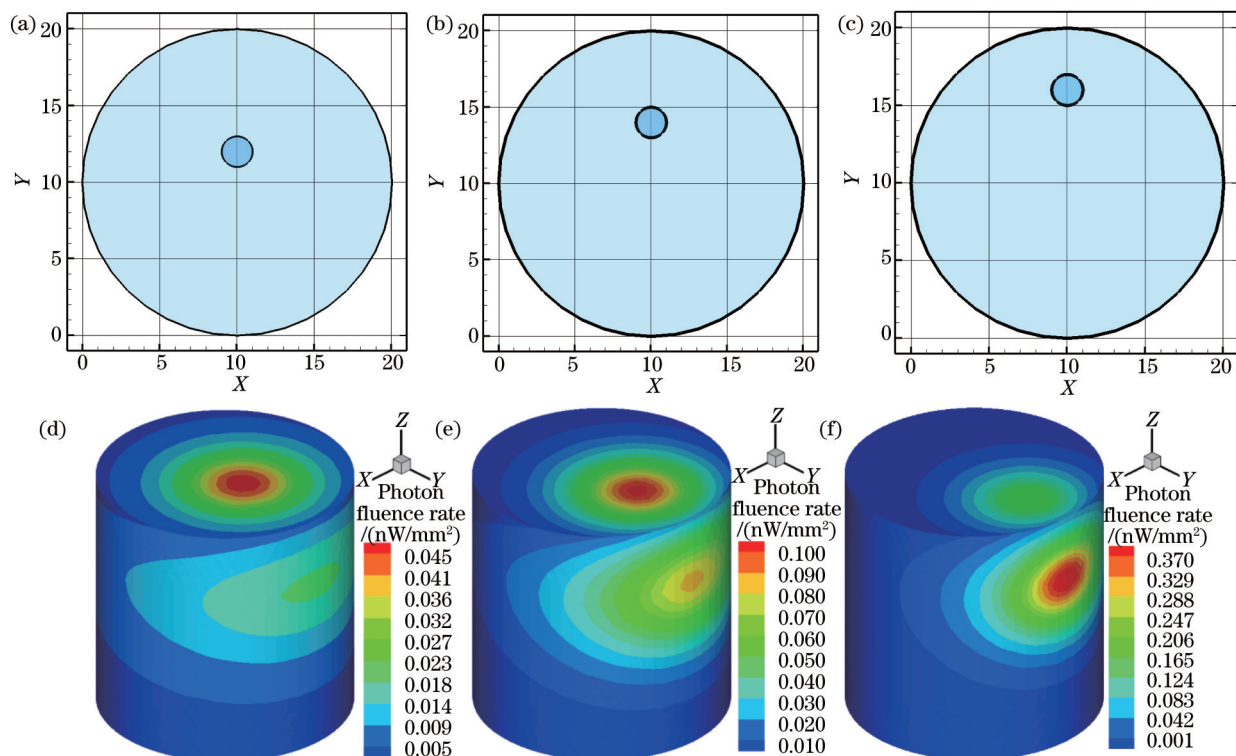 (a)
20
15
10
5
0
Y
0
5
10
15
20
X
(b)
20
15
10
5
0
Y
0
5
10
15
20
X
(c)
20
15
10
5
0
Y
0
5
10
15
20
X
(d)
Z
X
Y
Photon
fluence rate
/(nW/mm²)
0.045
0.041
0.036
0.032
0.027
0.023
0.018
0.014
0.009
0.005
(e)
Z
X
Y
Photon
fluence rate
/(nW/mm²)
0.100
0.090
0.080
0.070
0.060
0.050
0.040
0.030
0.020
0.010
(f)
Z
X
Y
Photon
fluence rate
/(nW/mm²)
0.370
0.329
0.288
0.247
0.206
0.165
0.124
0.083
0.042
0.001